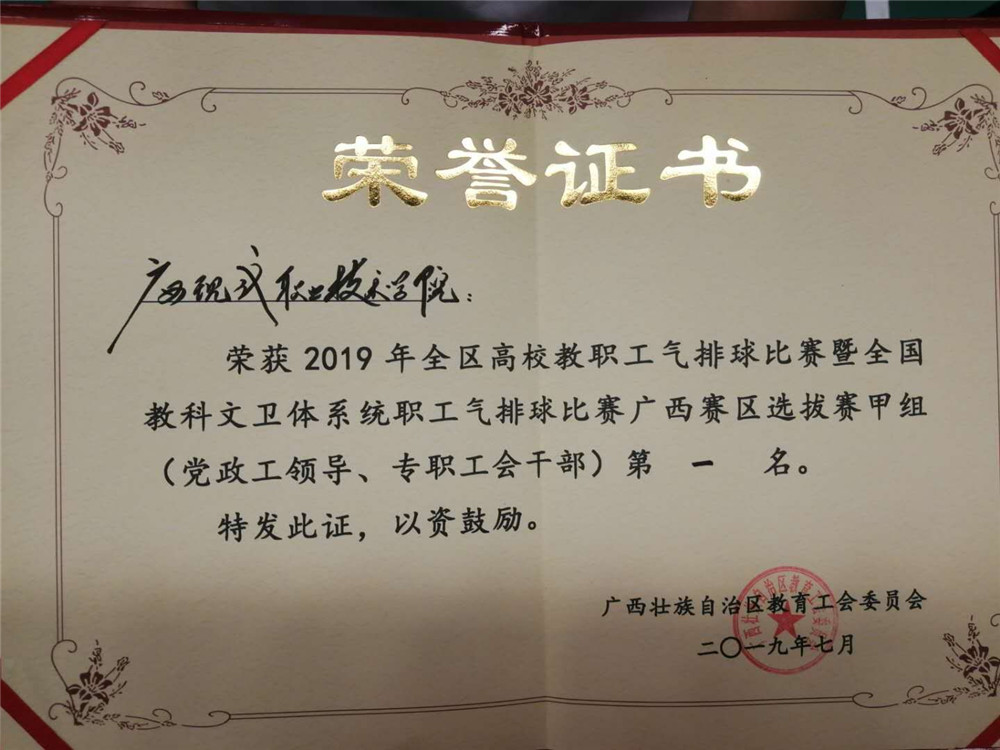 荣誉证书
广西现代职业技术学院：
荣获 2019 年全区高校教职工气排球比赛暨全国
教科文卫体系统职工气排球比赛广西赛区选拔赛甲组
（党政工领导、专职工会干部）第 一 名。
特发此证，以资鼓励。
广西壮族自治区教育工会委员会
二〇一九年七月